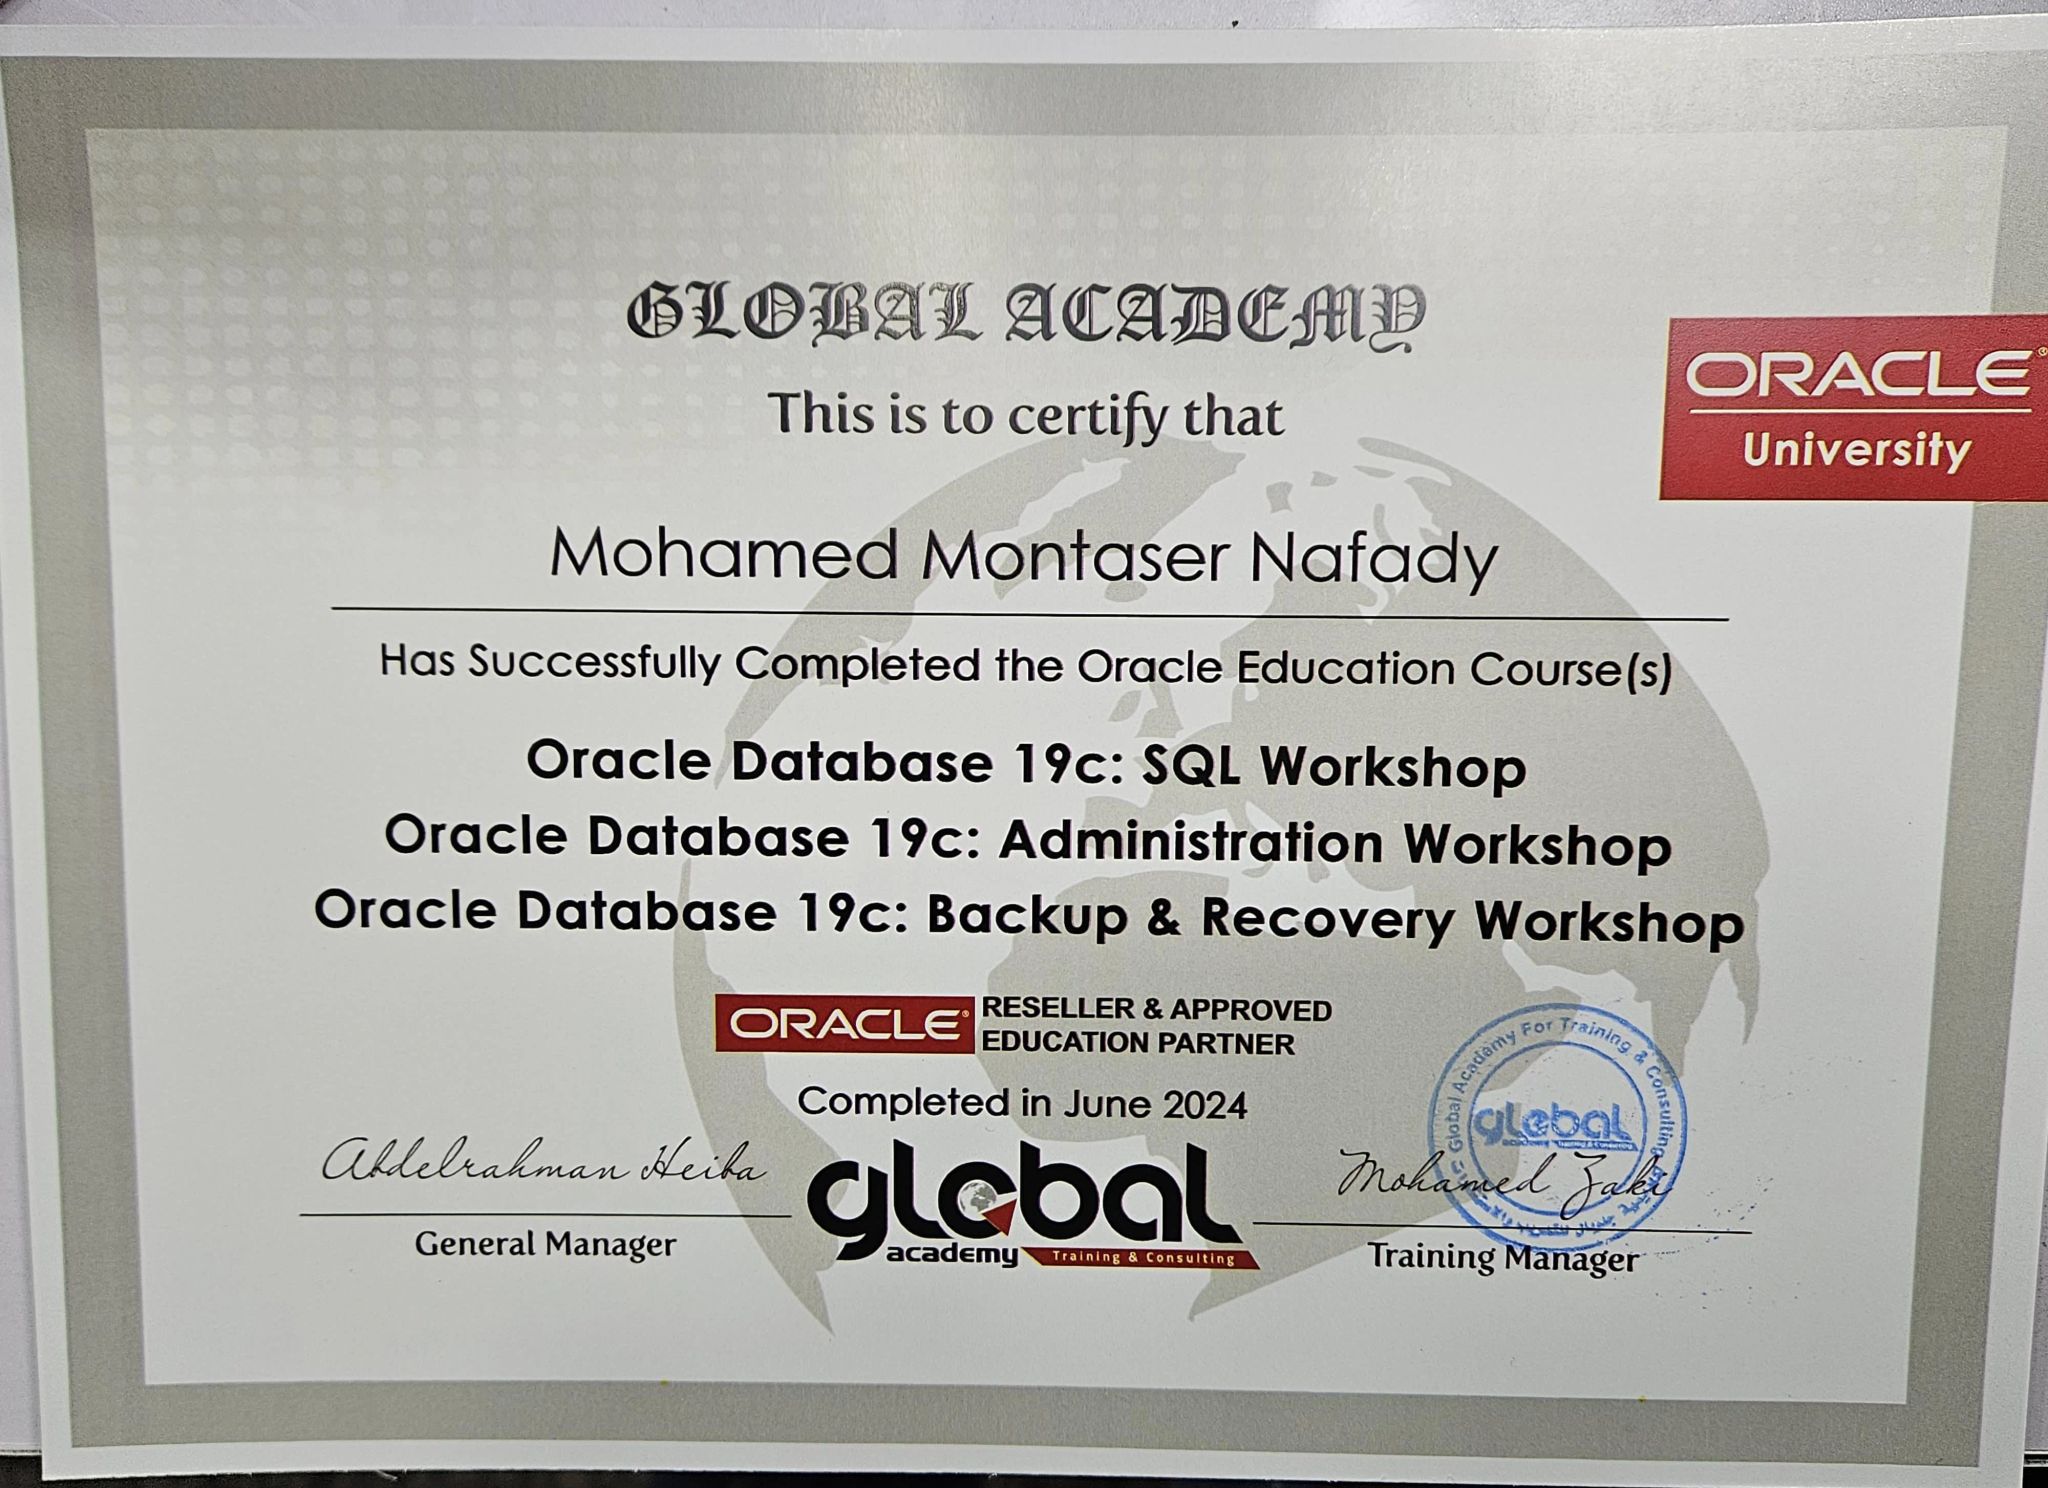 GLOBAL ACADEMY
This is to certify that
ORACLE®
University
Mohamed Montaser Nafady
Has Successfully Completed the Oracle Education Course(s)
Oracle Database 19c: SQL Workshop
Oracle Database 19c: Administration Workshop
Oracle Database 19c: Backup & Recovery Workshop
ORACLE® RESELLER & APPROVED
EDUCATION PARTNER
Completed in June 2024
Abdelrahman Heiba
General Manager
global
academy Training & Consulting
Global Academy For Training & Consulting
global
academy
Mohamed Zaki
Training Manager